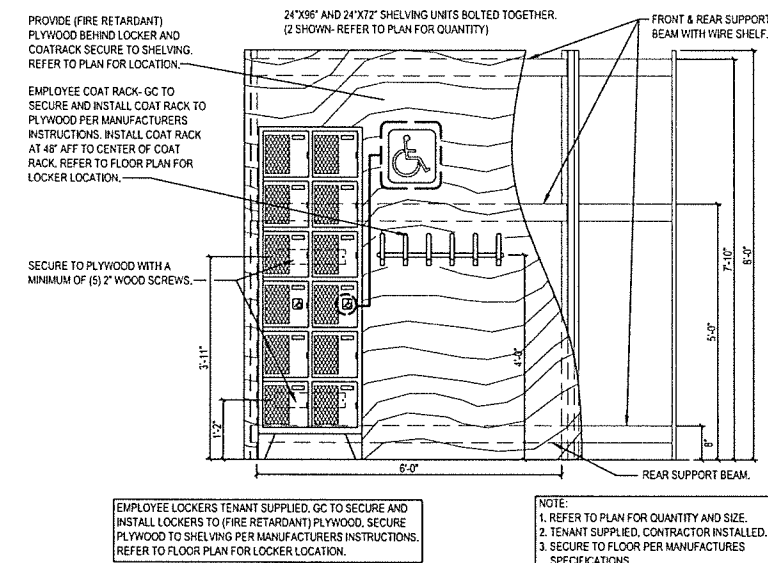 PROVIDE (FIRE RETARDANT)
PLYWOOD BEHIND LOCKER AND
COATRACK SECURE TO SHELVING.
REFER TO PLAN FOR LOCATION.
24"X96" AND 24"X72" SHELVING UNITS BOLTED TOGETHER.
(2 SHOWN- REFER TO PLAN FOR QUANTITY)
FRONT & REAR SUPPORT
BEAM WITH WIRE SHELF.
EMPLOYEE COAT RACK- GC TO
SECURE AND INSTALL COAT RACK TO
PLYWOOD PER MANUFACTURERS
INSTRUCTIONS. INSTALL COAT RACK
AT 48" AFF TO CENTER OF COAT
RACK. REFER TO FLOOR PLAN FOR
LOCKER LOCATION.
SECURE TO PLYWOOD WITH A
MINIMUM OF (5) 2" WOOD SCREWS.
3'-11"
1'-2"
6'-0"
5'-0"
7'-10"
8"
REAR SUPPORT BEAM.
EMPLOYEE LOCKERS TENANT SUPPLIED. GC TO SECURE AND
INSTALL LOCKERS TO (FIRE RETARDANT) PLYWOOD. SECURE
PLYWOOD TO SHELVING PER MANUFACTURERS INSTRUCTIONS.
REFER TO FLOOR PLAN FOR LOCKER LOCATION.
NOTE:
1. REFER TO PLAN FOR QUANTITY AND SIZE.
2. TENANT SUPPLIED, CONTRACTOR INSTALLED.
3. SECURE TO FLOOR PER MANUFACTURES
SPECIFICATIONS